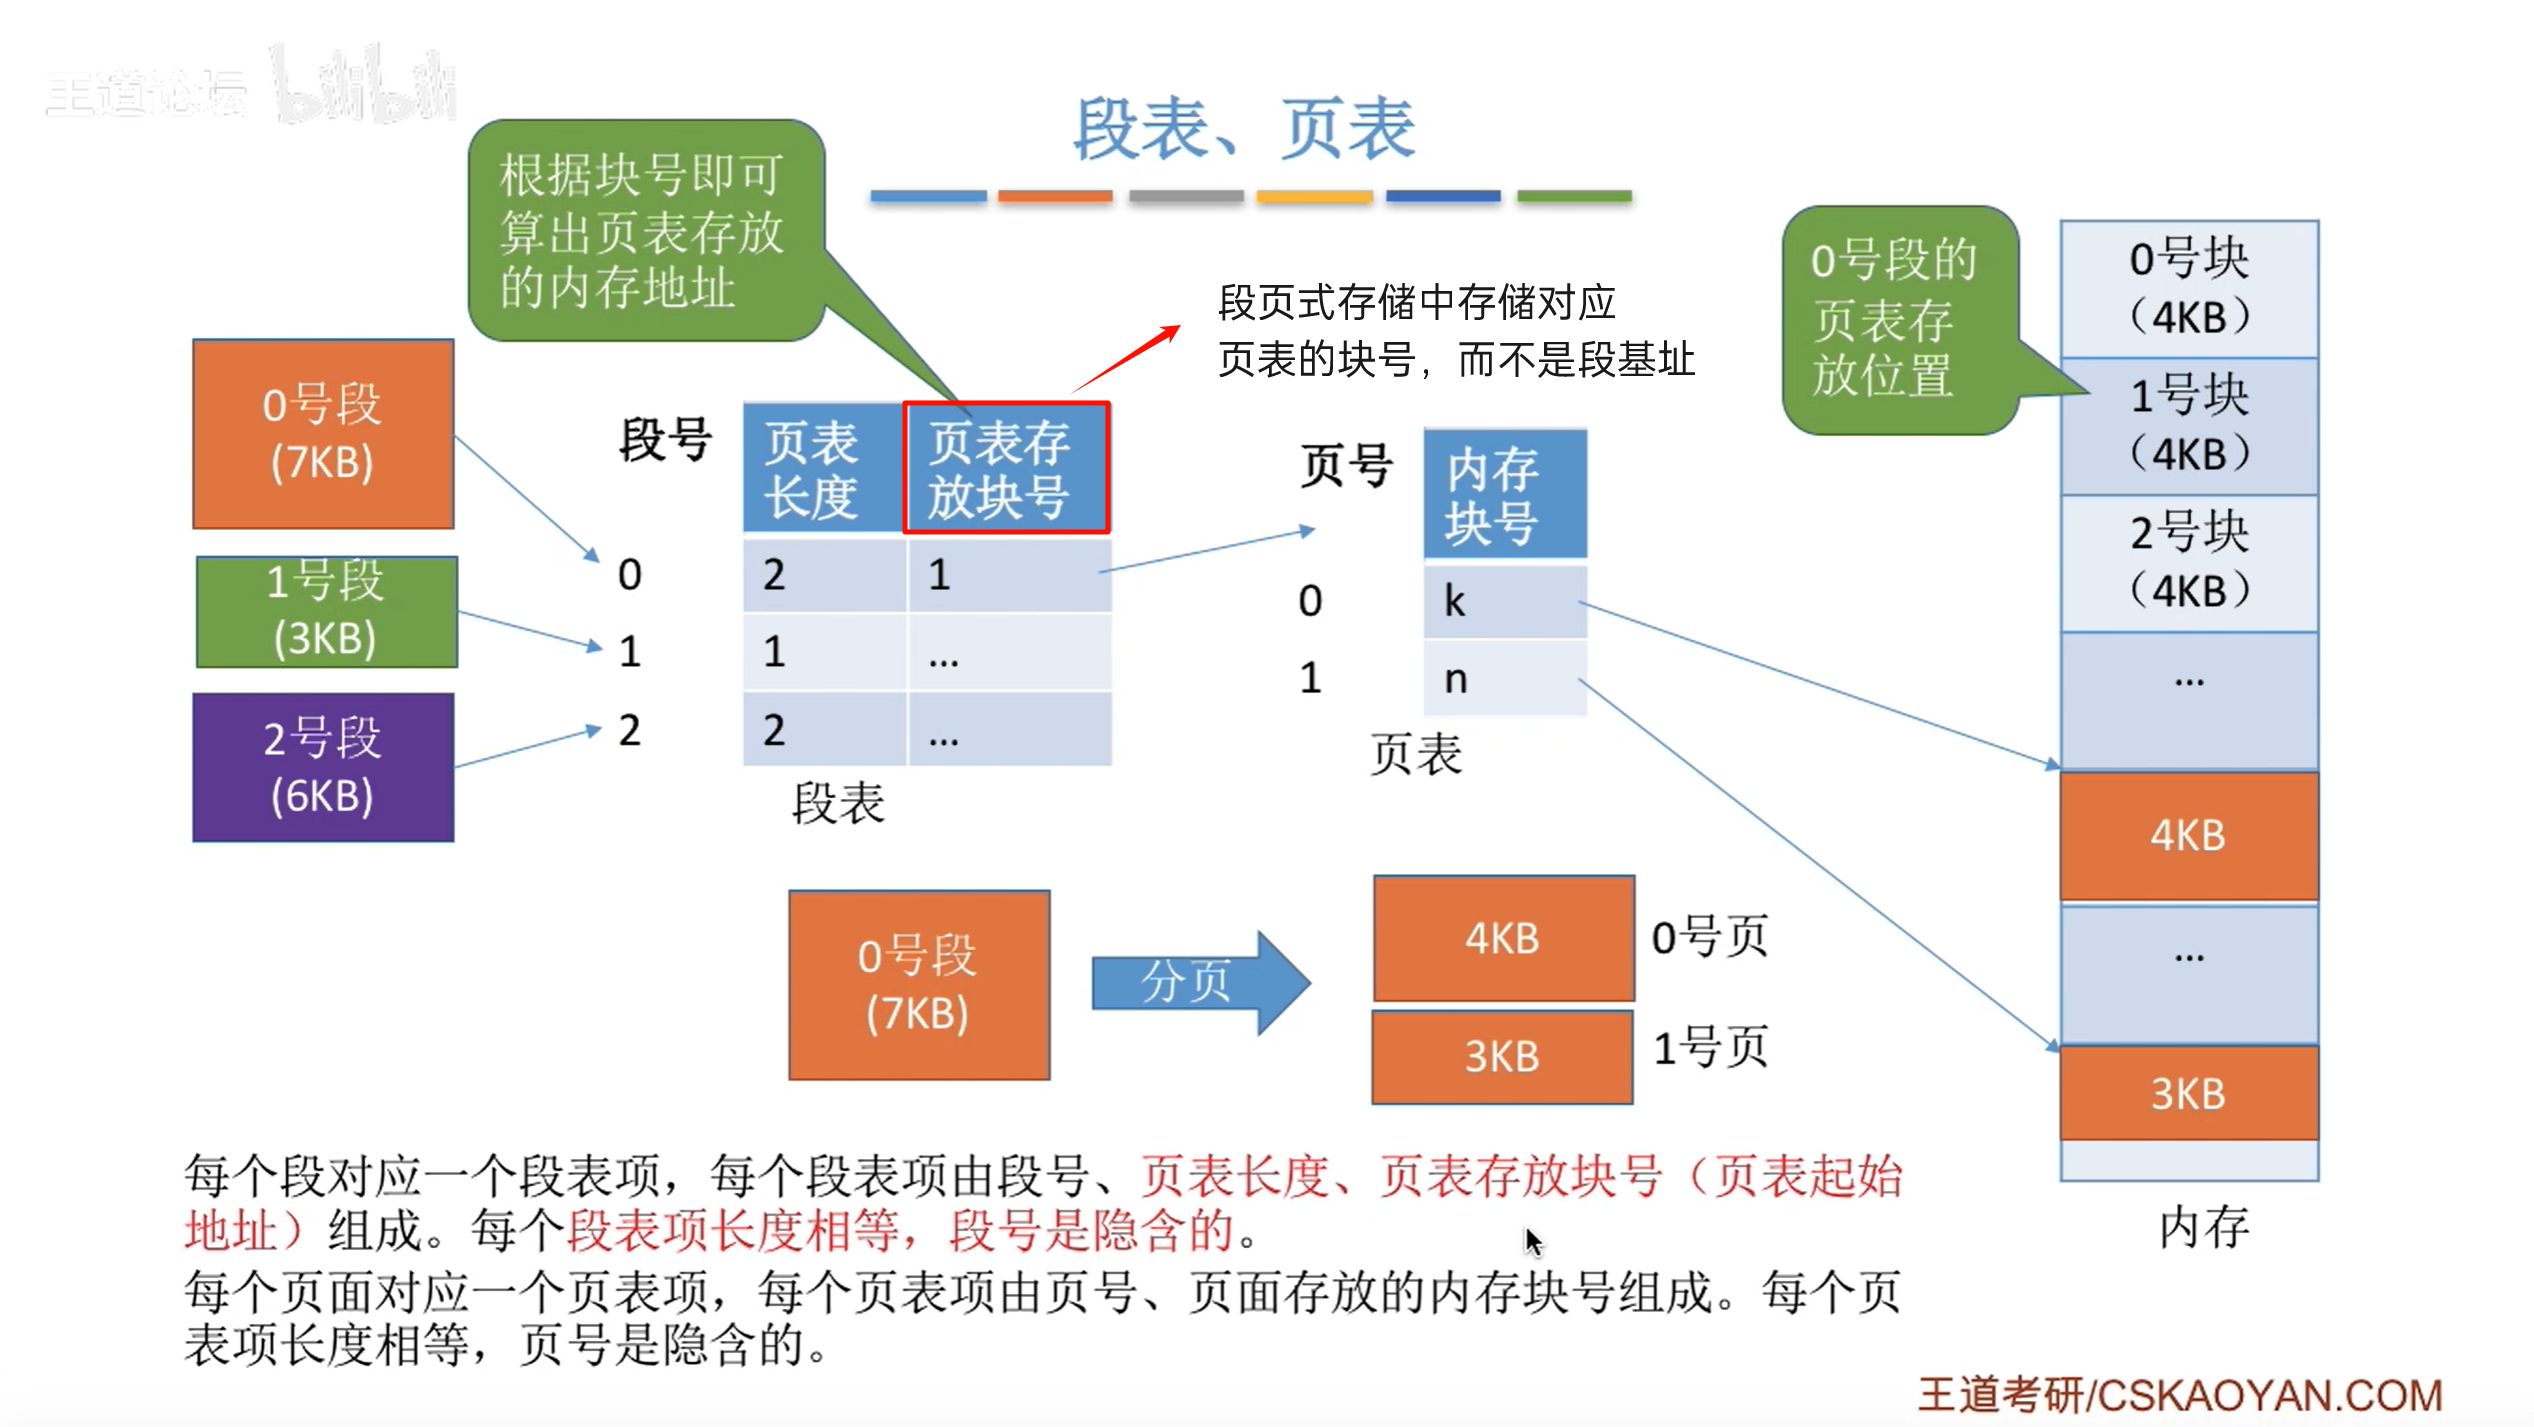 王道论坛 bilibili
段表、页表
根据块号即可
算出页表存放
的内存地址
段页式存储中存储对应
页表的块号，而不是段基址
0号段的
页表存
放位置
0号段
(7KB)
1号段
(3KB)
2号段
(6KB)
段号
页表
长度
页表存
放块号
0 2 1
1 1 ...
2 2 ...
段表
页号
内存
块号
0 k
1 n
页表
0号块
（4KB）
1号块
（4KB）
2号块
（4KB）
...
4KB
...
3KB
内存
0号段
(7KB)
分页
4KB 0号页
3KB 1号页
每个段对应一个段表项，每个段表项由段号、页表长度、页表存放块号（页表起始
地址）组成。每个段表项长度相等，段号是隐含的。
每个页面对应一个页表项，每个页表项由页号、页面存放的内存块号组成。每个页
表项长度相等，页号是隐含的。
王道考研/CSKAOYAN.COM